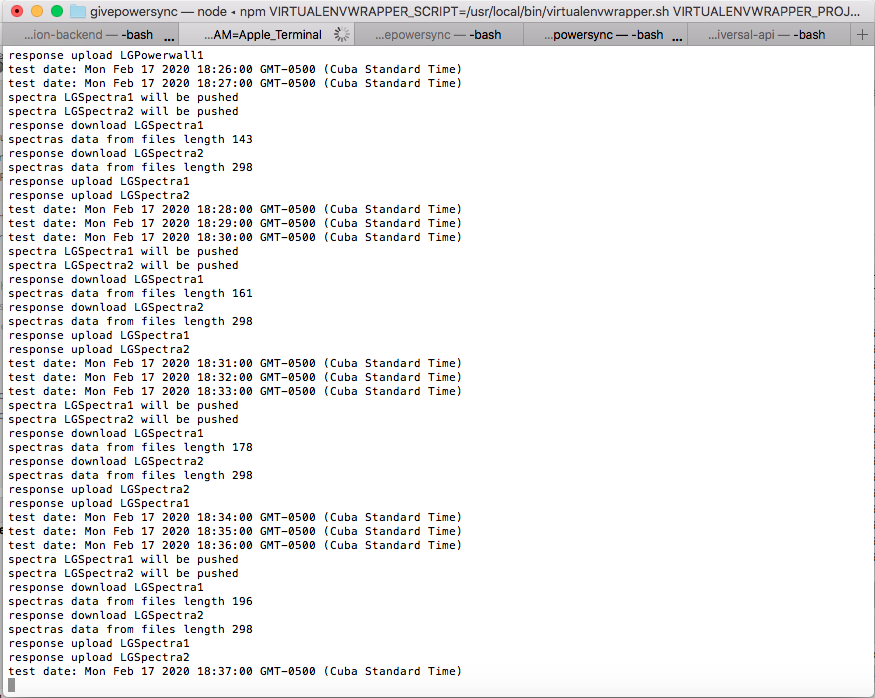 givepowersync — node ◂ npm VIRTUALENVWRAPPER_SCRIPT=/usr/local/bin/virtualenvwrapper.sh VIRTUALENVWRAPPER_PROJ...
...ion-backend — -bash ... ...AM=Apple_Terminal ...epowersync — -bash ...powersync — -bash ... ...iversal-api — -bash +
response upload LGPowerwall1
test date: Mon Feb 17 2020 18:26:00 GMT-0500 (Cuba Standard Time)
test date: Mon Feb 17 2020 18:27:00 GMT-0500 (Cuba Standard Time)
spectra LGSpectra1 will be pushed
spectra LGSpectra2 will be pushed
response download LGSpectra1
spectras data from files length 143
response download LGSpectra2
spectras data from files length 298
response upload LGSpectra1
response upload LGSpectra2
test date: Mon Feb 17 2020 18:28:00 GMT-0500 (Cuba Standard Time)
test date: Mon Feb 17 2020 18:29:00 GMT-0500 (Cuba Standard Time)
test date: Mon Feb 17 2020 18:30:00 GMT-0500 (Cuba Standard Time)
spectra LGSpectra1 will be pushed
spectra LGSpectra2 will be pushed
response download LGSpectra1
spectras data from files length 161
response download LGSpectra2
spectras data from files length 298
response upload LGSpectra1
response upload LGSpectra2
test date: Mon Feb 17 2020 18:31:00 GMT-0500 (Cuba Standard Time)
test date: Mon Feb 17 2020 18:32:00 GMT-0500 (Cuba Standard Time)
test date: Mon Feb 17 2020 18:33:00 GMT-0500 (Cuba Standard Time)
spectra LGSpectra1 will be pushed
spectra LGSpectra2 will be pushed
response download LGSpectra1
spectras data from files length 178
response download LGSpectra2
spectras data from files length 298
response upload LGSpectra2
response upload LGSpectra1
test date: Mon Feb 17 2020 18:34:00 GMT-0500 (Cuba Standard Time)
test date: Mon Feb 17 2020 18:35:00 GMT-0500 (Cuba Standard Time)
test date: Mon Feb 17 2020 18:36:00 GMT-0500 (Cuba Standard Time)
spectra LGSpectra1 will be pushed
spectra LGSpectra2 will be pushed
response download LGSpectra1
spectras data from files length 196
response download LGSpectra2
spectras data from files length 298
response upload LGSpectra1
response upload LGSpectra2
test date: Mon Feb 17 2020 18:37:00 GMT-0500 (Cuba Standard Time)